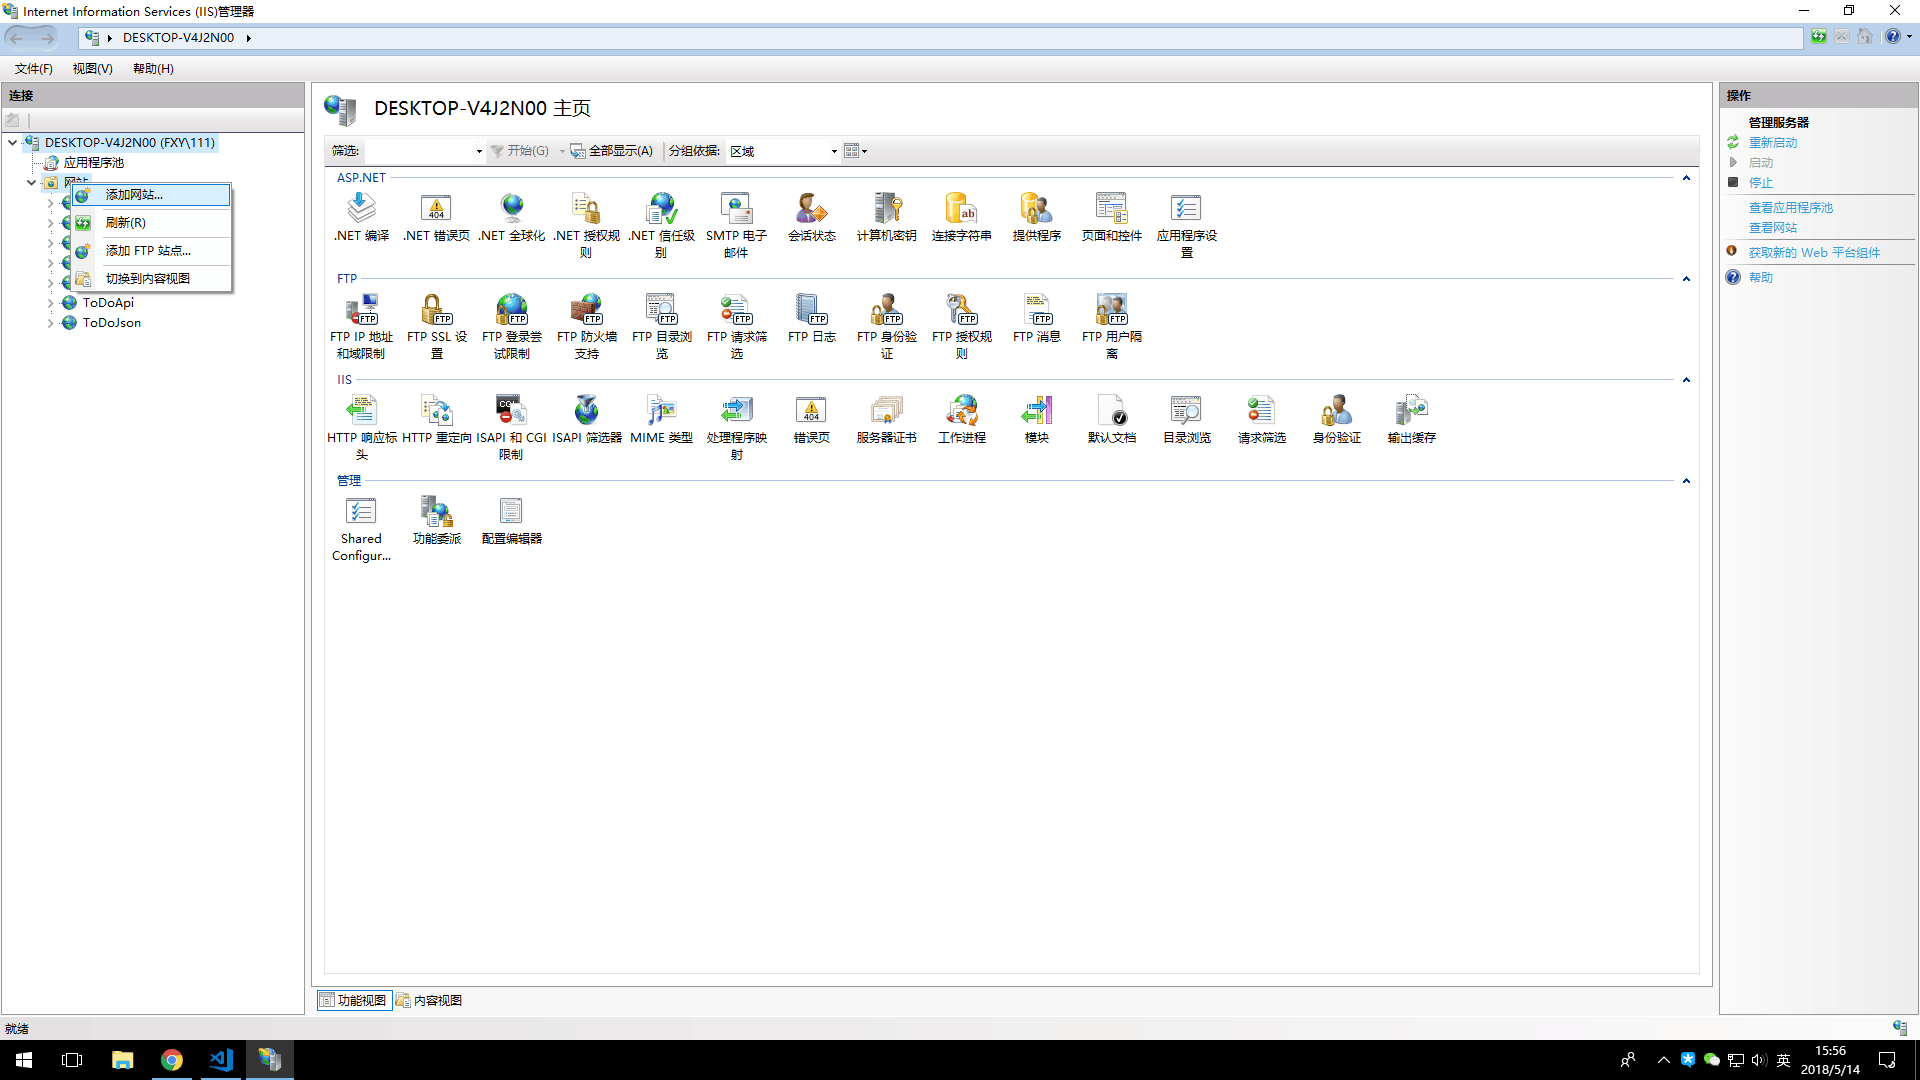 Internet Information Services (IIS)管理器
DESKTOP-V4J2N00
文件(F) 视图(V) 帮助(H)
连接
DESKTOP-V4J2N00 (FXY\111)
应用程序池
网站
添加网站...
刷新(R)
添加 FTP 站点...
切换到内容视图
ToDoApi
ToDoJson
DESKTOP-V4J2N00 主页
筛选: 开始(G) 全部显示(A) 分组依据: 区域
ASP.NET
.NET 编译 .NET 错误页 .NET 全球化 .NET 授权规则 .NET 信任级别 SMTP 电子邮件 会话状态 计算机密钥 连接字符串 提供程序 页面和控件 应用程序设置
FTP
FTP IP 地址和域限制 FTP SSL 设置 FTP 登录尝试限制 FTP 防火墙支持 FTP 目录浏览 FTP 请求筛选 FTP 日志 FTP 身份验证 FTP 授权规则 FTP 消息 FTP 用户隔离
IIS
HTTP 响应标头 HTTP 重定向 ISAPI 和 CGI 限制 ISAPI 筛选器 MIME 类型 处理程序映射 错误页 服务器证书 工作进程 模块 默认文档 目录浏览 请求筛选 身份验证 输出缓存
管理
Shared Configur... 功能委派 配置编辑器
功能视图 内容视图
操作
管理服务器
重新启动
启动
停止
查看应用程序池
查看网站
获取新的 Web 平台组件
帮助
就绪
英
15:56
2018/5/14